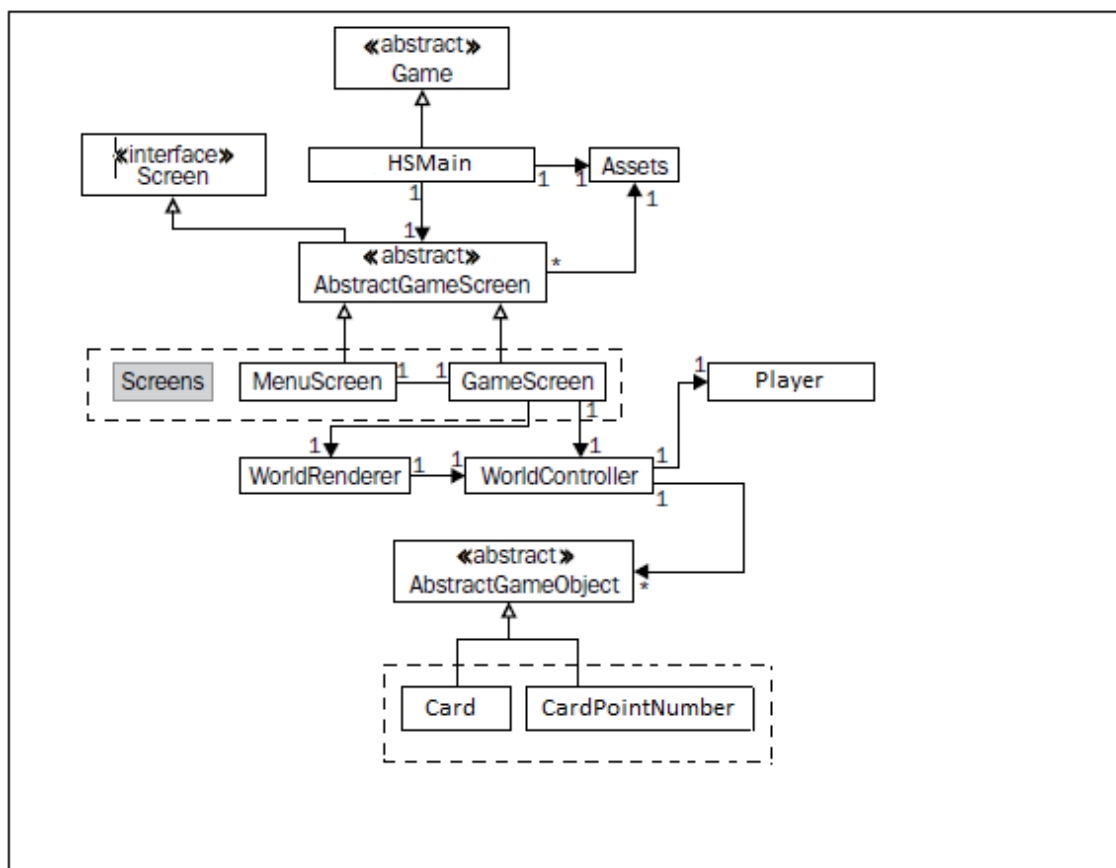 «abstract»
Game
«interface»
Screen
HSMain
Assets
1
1
1
1
1
«abstract»
AbstractGameScreen
*
Screens
MenuScreen
1
1
GameScreen
1
1
Player
1
1
WorldRenderer
1
1
WorldController
1
1
«abstract»
AbstractGameObject
*
Card
CardPointNumber